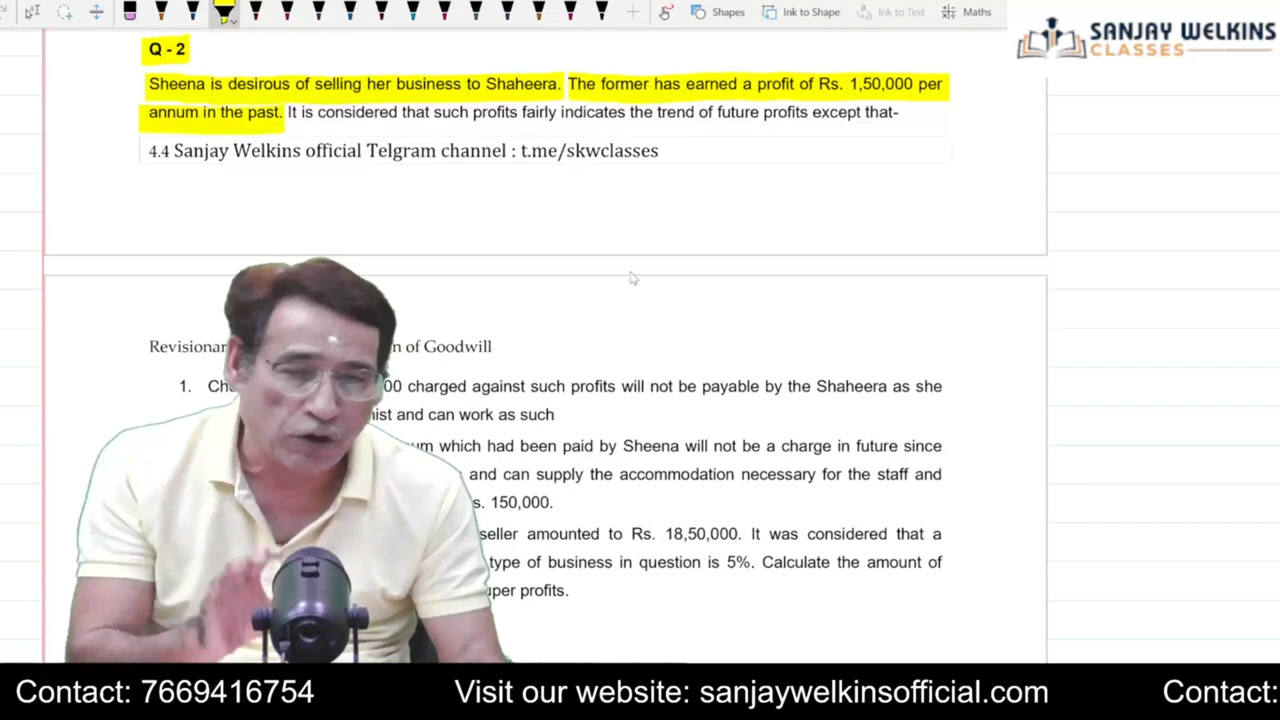 Shapes
Ink to Shape
Ink to Text
Maths
SANJAY WELKINS
CLASSES
Q - 2
Sheena is desirous of selling her business to Shaheera. The former has earned a profit of Rs. 1,50,000 per
annum in the past. It is considered that such profits fairly indicates the trend of future profits except that-
4.4 Sanjay Welkins official Telgram channel : t.me/skwclasses
of Goodwill
1. charged against such profits will not be payable by the Shaheera as she
and can work as such
which had been paid by Sheena will not be a charge in future since
and can supply the accommodation necessary for the staff and
150,000.
seller amounted to Rs. 18,50,000. It was considered that a
type of business in question is 5%. Calculate the amount of
profits.
Contact: 7669416754 Visit our website: sanjaywelkinsofficial.com Contact: